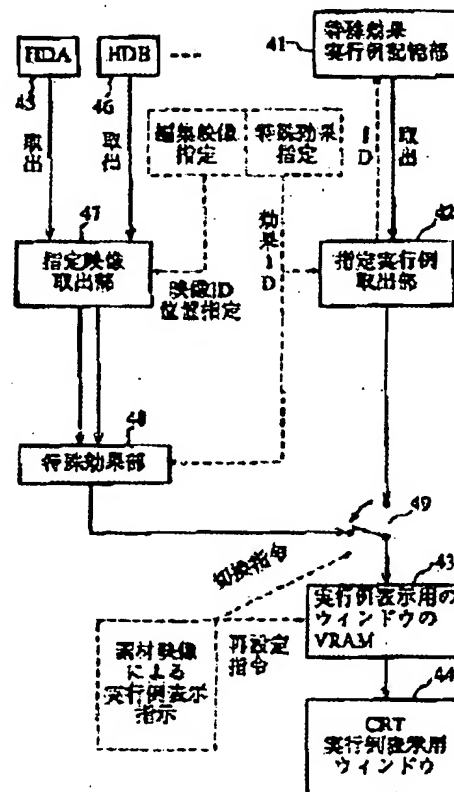 HDA
HDB
45
46
取出
取出
41
特殊効果
実行例記憶部
編集映像
指定
特殊効果
指定
ID
取出
47
42
指定映像
取出部
効果ID
指定実行例
取出部
映像ID
位置指定
48
特殊効果部
49
切換指令
43
実行例表示用の
ウィンドウの
VRAM
素材映像
による
実行例表示
指示
再設定
指令
44
CRT
実行例表示用
ウィンドウ